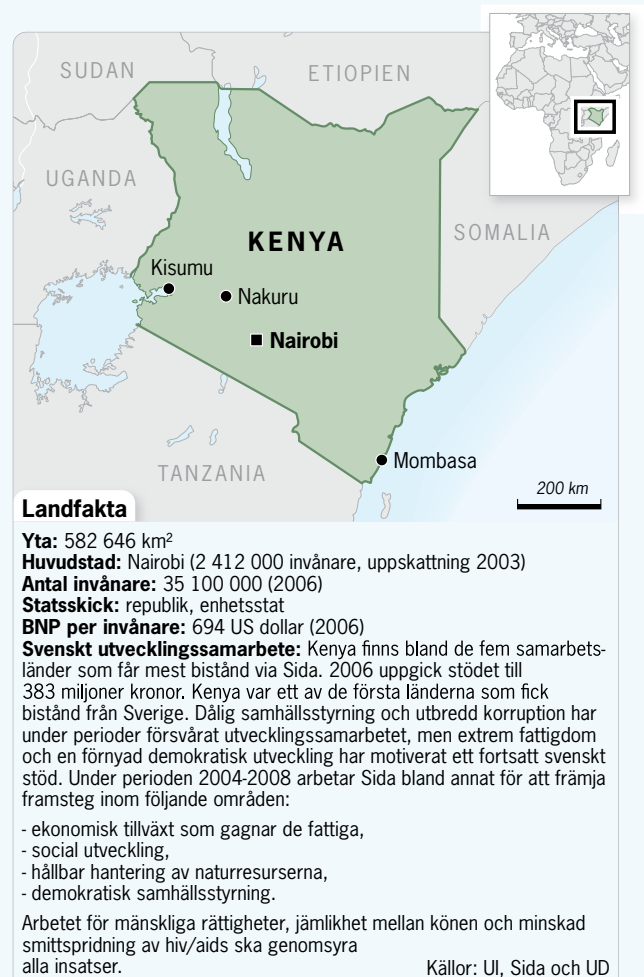 SUDAN
ETIOPIEN
UGANDA
KENYA
SOMALIA
Kisumu
Nakuru
Nairobi
Mombasa
TANZANIA
200 km
Landfakta
Yta: 582 646 km²
Huvudstad: Nairobi (2 412 000 invånare, uppskattning 2003)
Antal invånare: 35 100 000 (2006)
Statsskick: republik, enhetsstat
BNP per invånare: 694 US dollar (2006)
Svenskt utvecklingssamarbete: Kenya finns bland de fem samarbets-
länder som får mest bistånd via Sida. 2006 uppgick stödet till
383 miljoner kronor. Kenya var ett av de första länderna som fick
bistånd från Sverige. Dålig samhällsstyrning och utbredd korruption har
under perioder försvårat utvecklingssamarbetet, men extrem fattigdom
och en förnyad demokratisk utveckling har motiverat ett fortsatt svenskt
stöd. Under perioden 2004-2008 arbetar Sida bland annat för att främja
framsteg inom följande områden:
- ekonomisk tillväxt som gagnar de fattiga,
- social utveckling,
- hållbar hantering av naturresurserna,
- demokratisk samhällsstyrning.
Arbetet för mänskliga rättigheter, jämlikhet mellan könen och minskad
smittspridning av hiv/aids ska genomsyra
alla insatser.
Källor: UI, Sida och UD